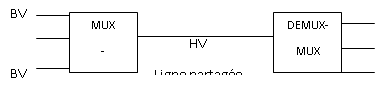 BV
MUX
-
HV
DEMUX-
MUX
BV
Ligne partagée